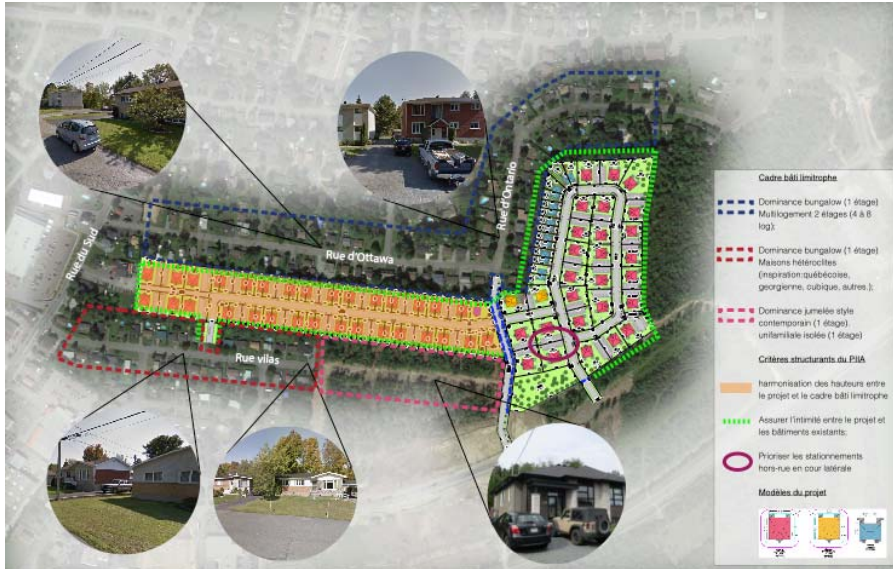 Rue du Sud
Rue d'Ottawa
Rue d'Ontario
Rue vilas
Cadre bâti limitrophe
Dominance bungalow (1 étage)
Multilogement 2 étages (4 à 8
log);
Dominance bungalow (1 étage)
Maisons hétéroclites
(inspiration:québécoise,
georgienne, cubique, autres.);
Dominance jumelée style
contemporain (1 étage).
unifamiliale isolée (1 étage)
Critères structurants du PIIA
harmonisation des hauteurs entre
le projet et le cadre bâti limitrophe
Assurer l'intimité entre le projet et
les bâtiments existants;
Prioriser les stationnements
hors-rue en cour latérale
Modèles du projet